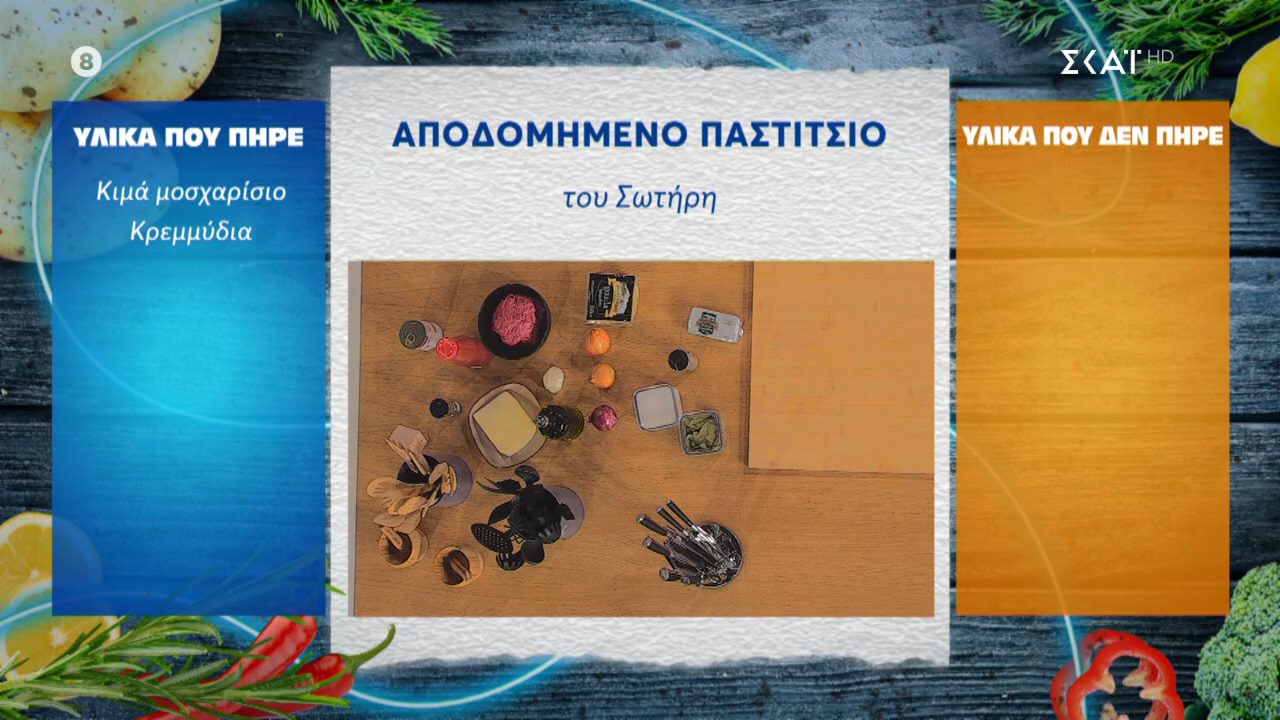 8
ΣΚΑΪ HD
ΥΛΙΚΑ ΠΟΥ ΠΗΡΕ
Κιμά μοσχαρίσιο
Κρεμμύδια
ΑΠΟΔΟΜΗΜΕΝΟ ΠΑΣΤΙΤΣΙΟ
του Σωτήρη
ΥΛΙΚΑ ΠΟΥ ΔΕΝ ΠΗΡΕ